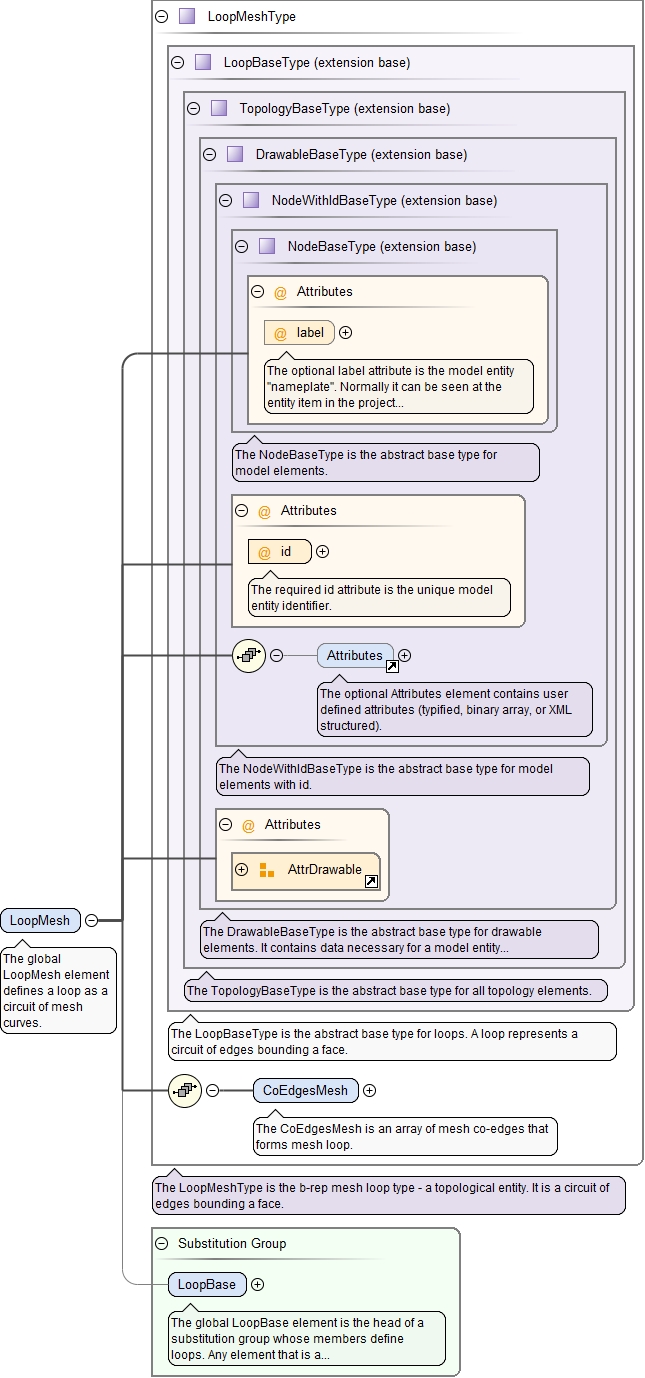 LoopMeshType
LoopBaseType (extension base)
TopologyBaseType (extension base)
DrawableBaseType (extension base)
NodeWithIdBaseType (extension base)
NodeBaseType (extension base)
@ Attributes
@ label
The optional label attribute is the model entity
"nameplate". Normally it can be seen at the
entity item in the project...
The NodeBaseType is the abstract base type for
model elements.
@ Attributes
@ id
The required id attribute is the unique model
entity identifier.
Attributes
The optional Attributes element contains user
defined attributes (typified, binary array, or XML
structured).
The NodeWithIdBaseType is the abstract base type for model
elements with id.
@ Attributes
AttrDrawable
The DrawableBaseType is the abstract base type for drawable
elements. It contains data necessary for a model entity...
The TopologyBaseType is the abstract base type for all topology elements.
LoopMesh
The global
LoopMesh element
defines a loop as a
circuit of mesh
curves.
The LoopBaseType is the abstract base type for loops. A loop represents a
circuit of edges bounding a face.
CoEdgesMesh
The CoEdgesMesh is an array of mesh co-edges that
forms mesh loop.
The LoopMeshType is the b-rep mesh loop type - a topological entity. It is a circuit of
edges bounding a face.
Substitution Group
LoopBase
The global LoopBase element is the head of a
substitution group whose members define
loops. Any element that is a...